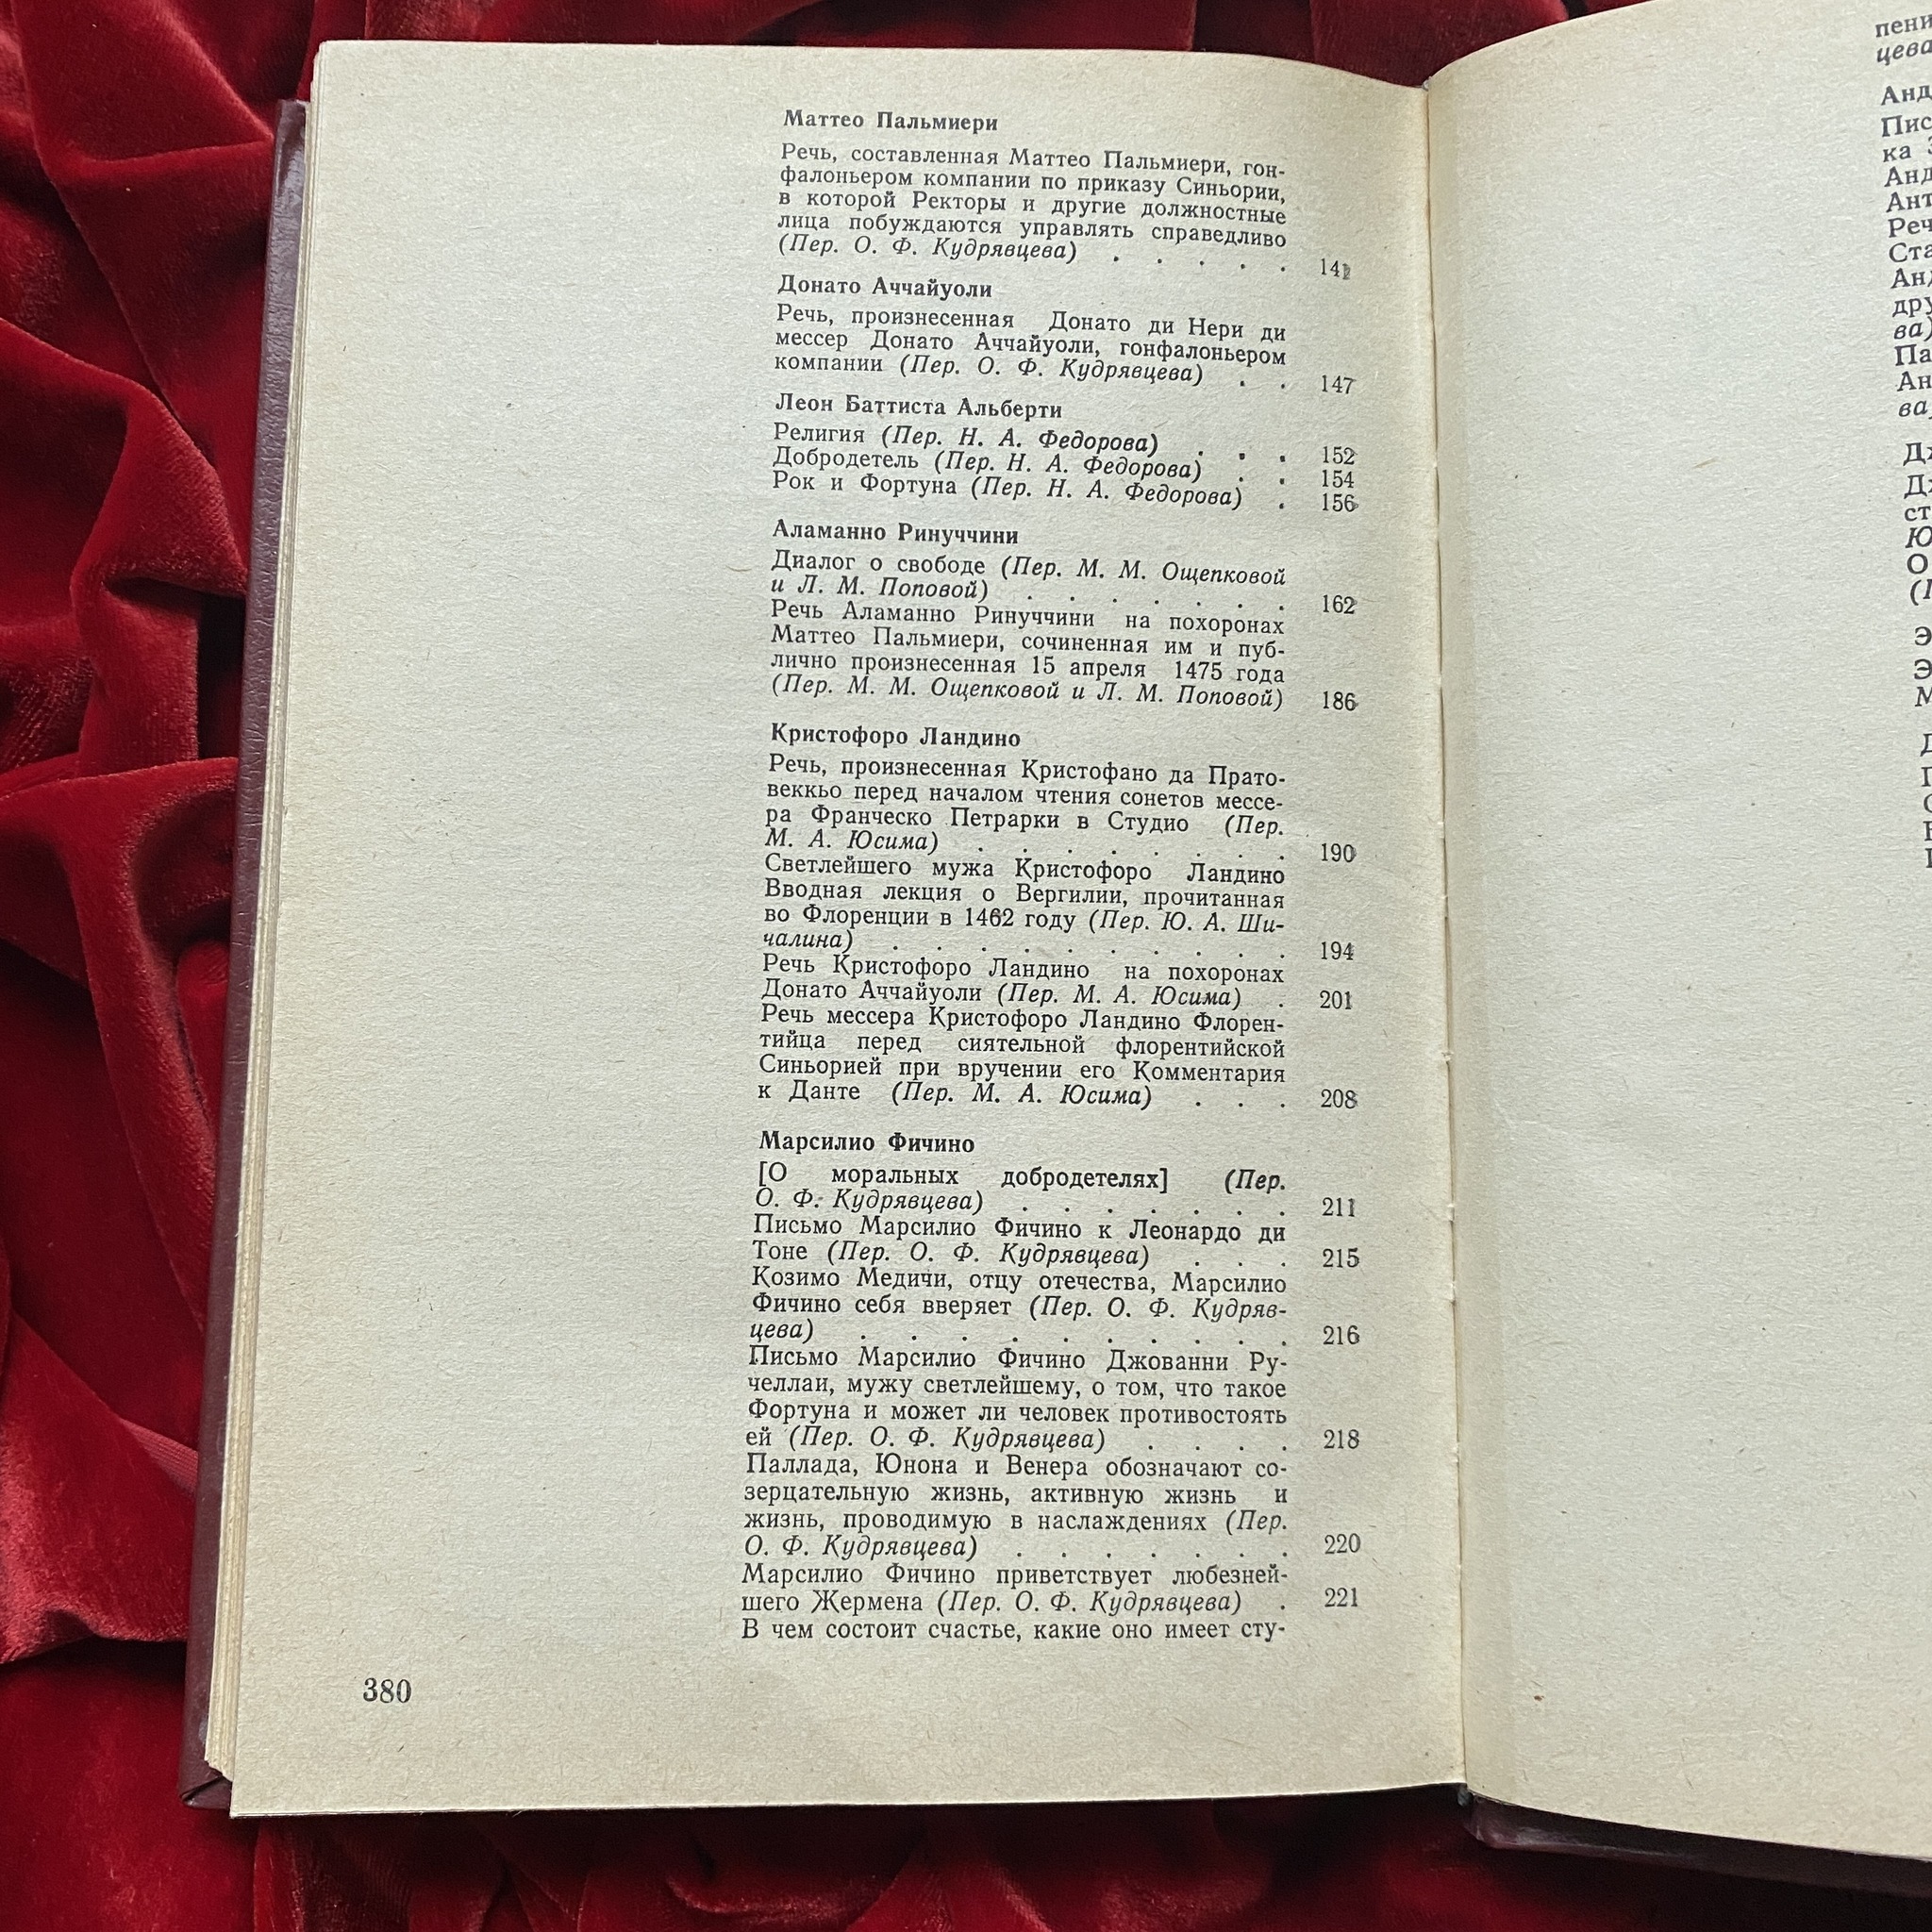 Маттео Пальмиери
Речь, составленная Маттео Пальмиери, гон-
фалоньером компании по приказу Синьории,
в которой Ректоры и другие должностные
лица побуждаются управлять справедливо
(Пер. О. Ф. Кудрявцева) . . . . . 141
Донато Аччайуоли
Речь, произнесенная Донато ди Нери ди
мессер Донато Аччайуоли, гонфалоньером
компании (Пер. О. Ф. Кудрявцева) . . 147
Леон Баттиста Альберти
Религия (Пер. Н. А. Федорова) . . . 152
Добродетель (Пер. Н. А. Федорова) . . 154
Рок и Фортуна (Пер. Н. А. Федорова) . 156
Аламанно Ринуччини
Диалог о свободе (Пер. М. М. Ощепковой
и Л. М. Поповой) . . . . . . . 162
Речь Аламанно Ринуччини на похоронах
Маттео Пальмиери, сочиненная им и пуб-
лично произнесенная 15 апреля 1475 года
(Пер. М. М. Ощепковой и Л. М. Поповой) 186
Кристофоро Ландино
Речь, произнесенная Кристофано да Прато-
веккьо перед началом чтения сонетов мессе-
ра Франческо Петрарки в Студио (Пер.
М. А. Юсима) . . . . . . . . 190
Светлейшего мужа Кристофоро Ландино
Вводная лекция о Вергилии, прочитанная
во Флоренции в 1462 году (Пер. Ю. А. Ши-
чалина) . . . . . . . . . . 194
Речь Кристофоро Ландино на похоронах
Донато Аччайуоли (Пер. М. А. Юсима) . 201
Речь мессера Кристофоро Ландино Флорен-
тийца перед сиятельной флорентийской
Синьорией при вручении его Комментария
к Данте (Пер. М. А. Юсима) . . . 208
Марсилио Фичино
[О моральных добродетелях] (Пер.
О. Ф. Кудрявцева) . . . . . . . 211
Письмо Марсилио Фичино к Леонардо ди
Тоне (Пер. О. Ф. Кудрявцева) . . . 215
Козимо Медичи, отцу отечества, Марсилио
Фичино себя вверяет (Пер. О. Ф. Кудряв-
цева) . . . . . . . . . . 216
Письмо Марсилио Фичино Джованни Ру-
челлаи, мужу светлейшему, о том, что такое
Фортуна и может ли человек противостоять
ей (Пер. О. Ф. Кудрявцева) . . . . 218
Паллада, Юнона и Венера обозначают со-
зерцательную жизнь, активную жизнь и
жизнь, проводимую в наслаждениях (Пер.
О. Ф. Кудрявцева) . . . . . . . 220
Марсилио Фичино приветствует любезней-
шего Жермена (Пер. О. Ф. Кудрявцева) . 221
В чем состоит счастье, какие оно имеет сту-
380